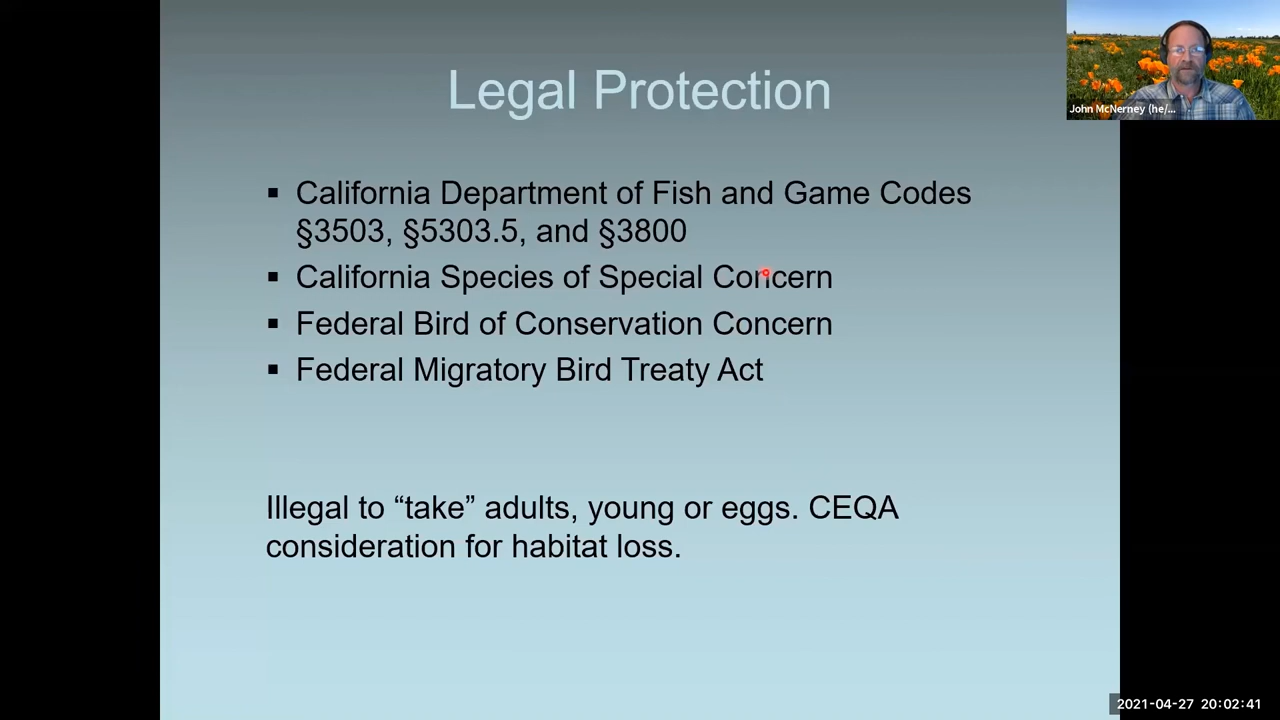 Legal Protection
John McNerney (he/...
▪ California Department of Fish and Game Codes
§3503, §5303.5, and §3800
▪ California Species of Special Concern
▪ Federal Bird of Conservation Concern
▪ Federal Migratory Bird Treaty Act
Illegal to “take” adults, young or eggs. CEQA
consideration for habitat loss.
2021-04-27 20:02:41